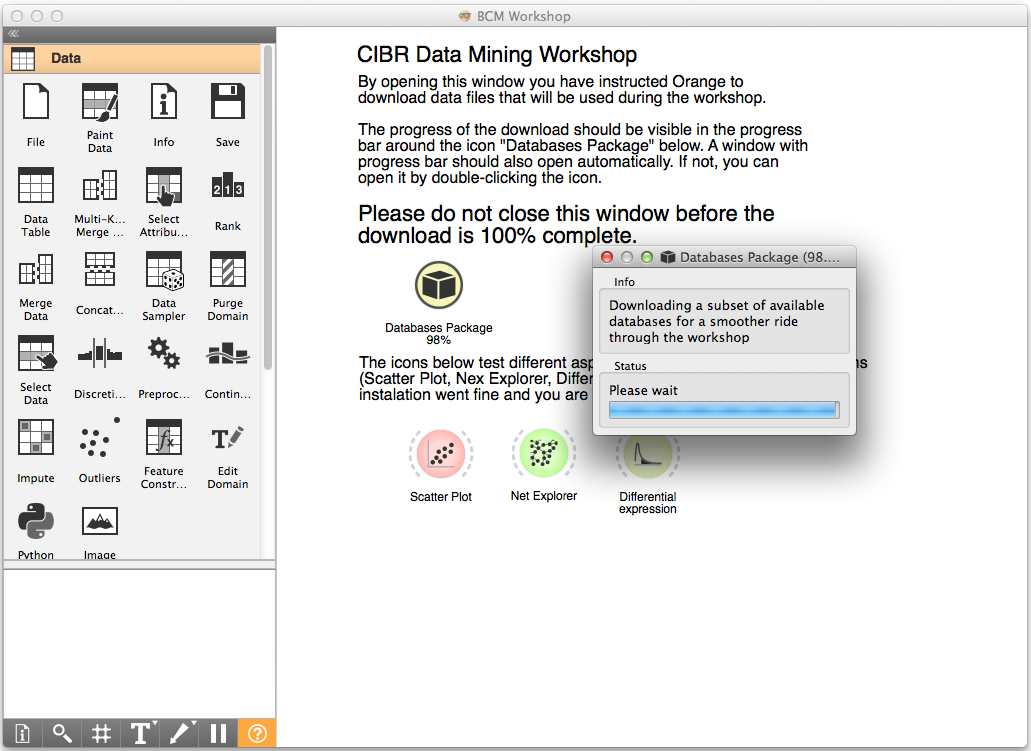 BCM Workshop
Data
File
Paint
Data
Info
Save
Data
Table
Multi-K...
Merge ...
Select
Attribu...
Rank
Merge
Data
Concat...
Data
Sampler
Purge
Domain
Select
Data
Discreti...
Preproc...
Contin...
Impute
Outliers
Feature
Constr...
Edit
Domain
Python
Image
CIBR Data Mining Workshop
By opening this window you have instructed Orange to
download data files that will be used during the workshop.
The progress of the download should be visible in the progress
bar around the icon "Databases Package" below. A window with
progress bar should also open automatically. If not, you can
open it by double-clicking the icon.
Please do not close this window before the
download is 100% complete.
Databases Package
98%
Databases Package (98....
Info
Downloading a subset of available
databases for a smoother ride
through the workshop
Status
Please wait
The icons below test different
(Scatter Plot, Nex Explorer,
instalation went fine and you are
Scatter Plot
Net Explorer
Differential
expression